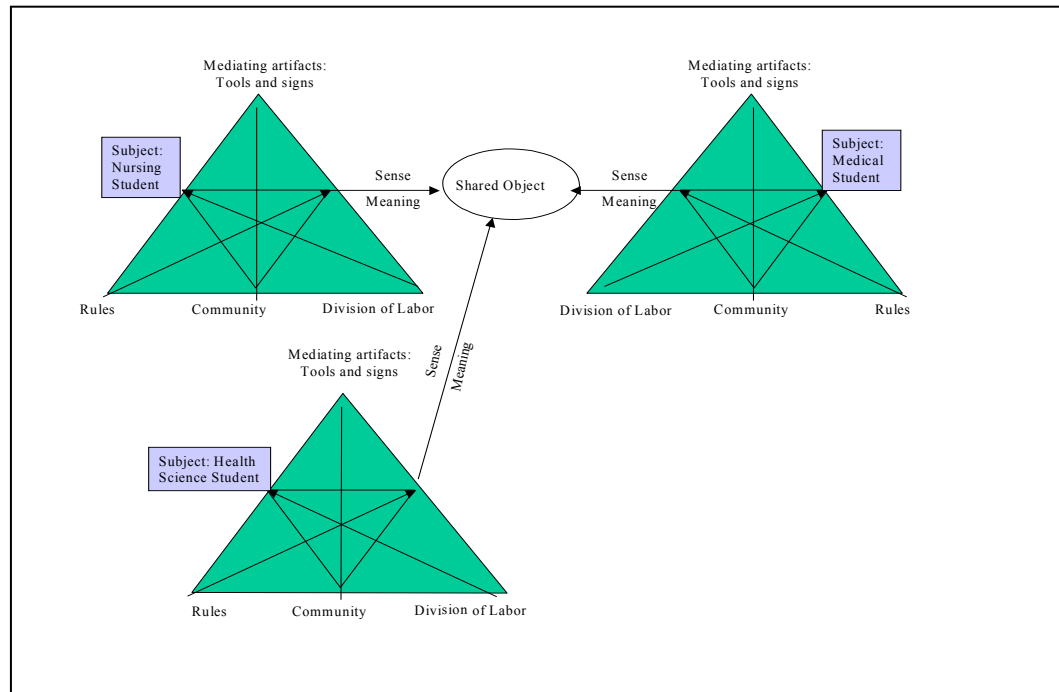 Mediating artifacts:
Tools and signs
Subject:
Nursing
Student
Sense
Meaning
Rules
Community
Division of Labor
Shared Object
Mediating artifacts:
Tools and signs
Subject:
Medical
Student
Sense
Meaning
Division of Labor
Community
Rules
Mediating artifacts:
Tools and signs
Sense
Meaning
Subject: Health
Science Student
Rules
Community
Division of Labor